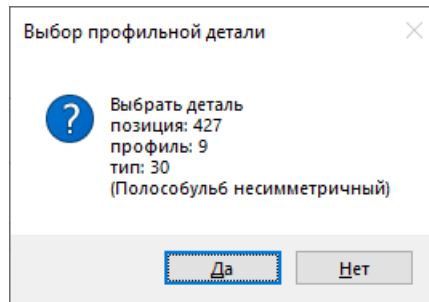 Выбор профильной детали
Выбрать деталь
позиция: 427
профиль: 9
тип: 30
(Полособульб несимметричный)
Да
Нет